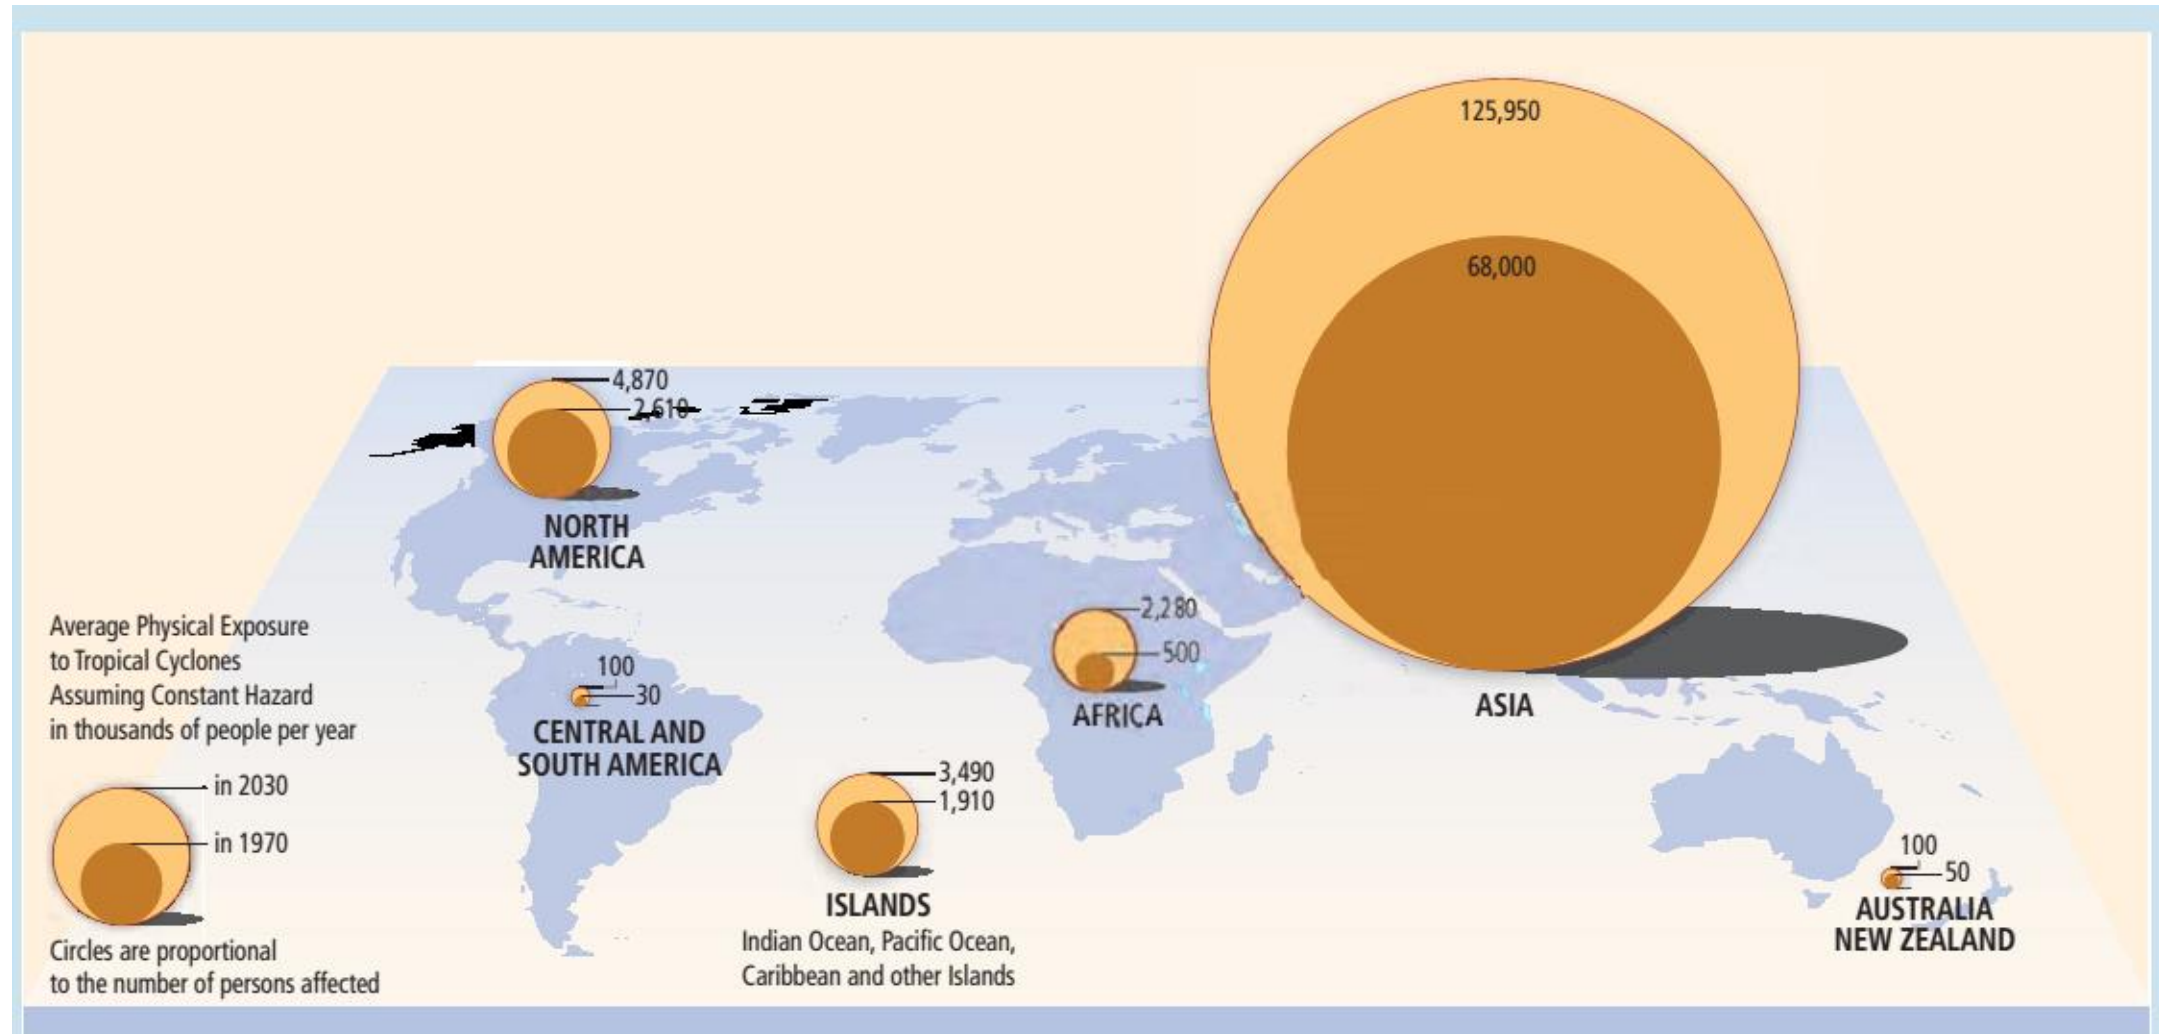 125,950
68,000
4,870
2,610
NORTH
AMERICA
2,280
500
AFRICA
ASIA
Average Physical Exposure
to Tropical Cyclones
Assuming Constant Hazard
in thousands of people per year
100
30
CENTRAL AND
SOUTH AMERICA
in 2030
in 1970
Circles are proportional
to the number of persons affected
3,490
1,910
ISLANDS
Indian Ocean, Pacific Ocean,
Caribbean and other Islands
100
50
AUSTRALIA
NEW ZEALAND